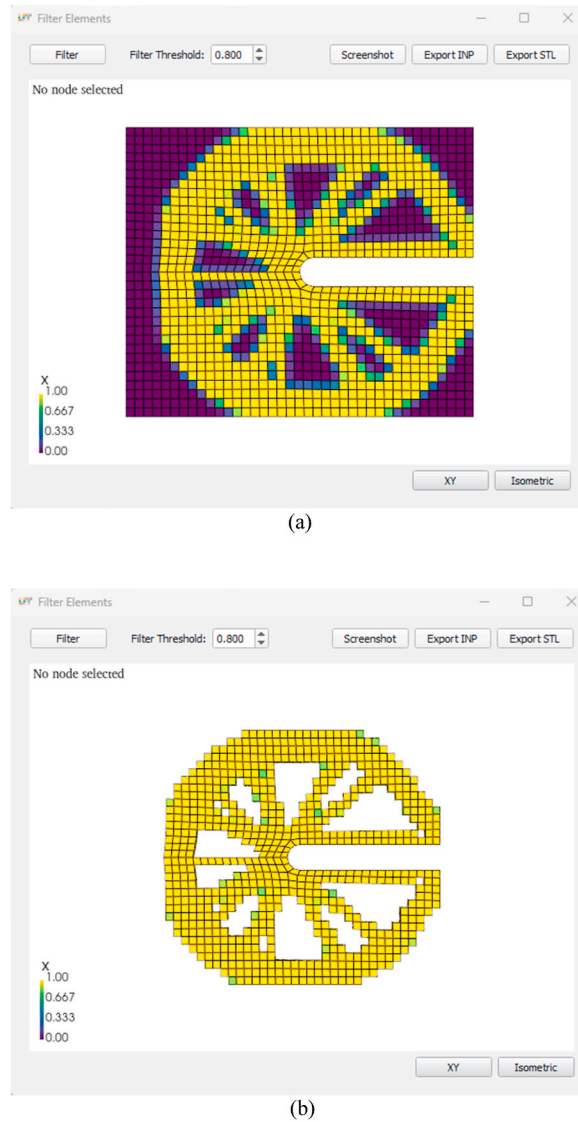 Filter Elements
Filter Filter Threshold: 0.800 Screenshot Export INP Export STL
No node selected
X
1.00
0.667
0.333
0.00
XY Isometric
(a)
Filter Elements
Filter Filter Threshold: 0.800 Screenshot Export INP Export STL
No node selected
X
1.00
0.667
0.333
0.00
XY Isometric
(b)